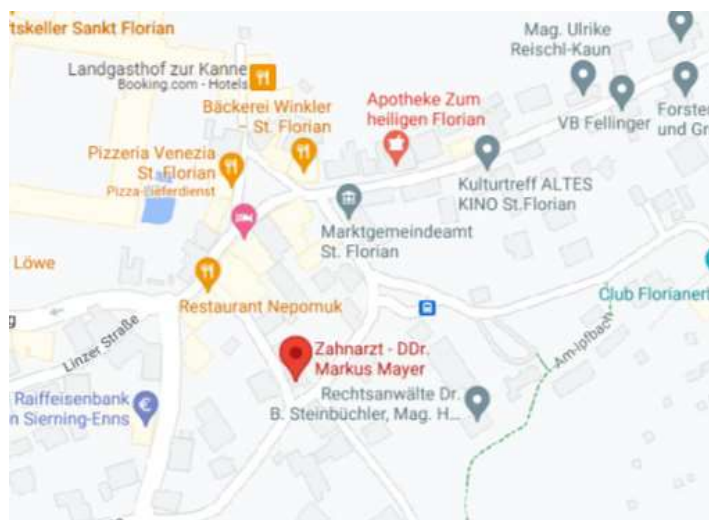 tskeller Sankt Florian
Mag. Ulrike
Reischl-Kaun
Landgasthof zur Kanne
Booking.com - Hotels
Bäckerei Winkler
– St. Florian
Apotheke Zum
heiligen Florian
VB Fellinger
Forster
und Gr
Pizzeria Venezia
St. Florian
Pizza-Lieferdienst
Kulturtreff ALTES
KINO St.Florian
Marktgemeindeamt
St. Florian
Löwe
Restaurant Nepomuk
Club Florianerl
g
Linzer Straße
Am-Ipfbach
Zahnarzt - DDr.
Markus Mayer
Raiffeisenbank
n Sierning-Enns
Rechtsanwälte Dr.
B. Steinbüchler, Mag. H...